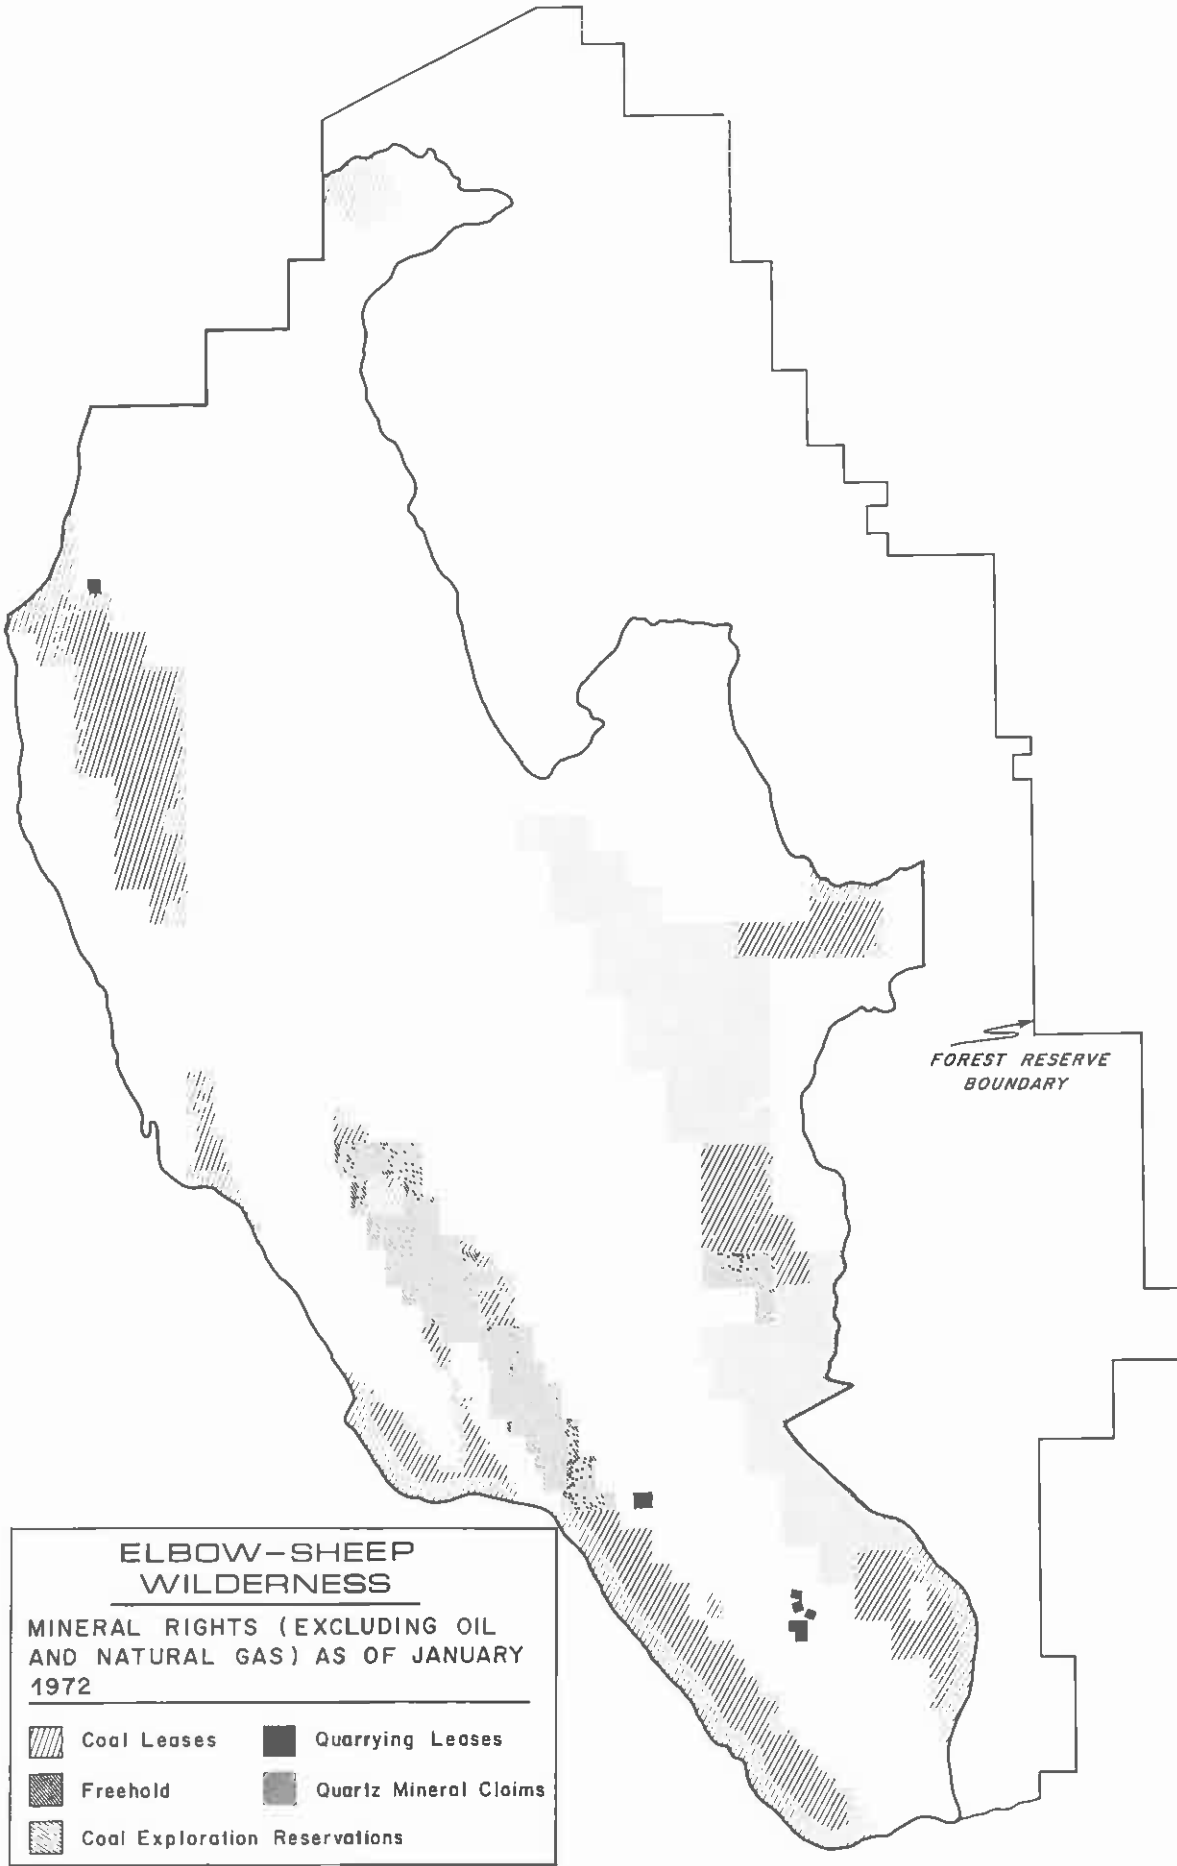 FOREST RESERVE
BOUNDARY
ELBOW-SHEEP
WILDERNESS
MINERAL RIGHTS (EXCLUDING OIL
AND NATURAL GAS) AS OF JANUARY
1972
Coal Leases
Quarrying Leases
Freehold
Quartz Mineral Claims
Coal Exploration Reservations